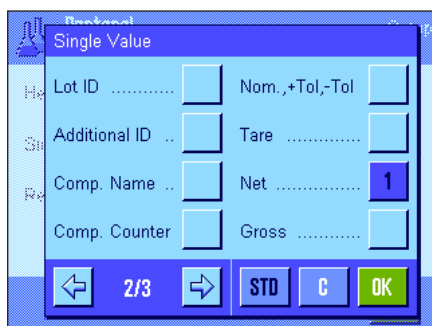 Single Value
Lot ID ............
Nom.,+Tol,-Tol
Additional ID ..
Tare ..................
Comp. Name ..
Net ................ 1
Comp. Counter
Gross ............
2/3
STD
C
OK